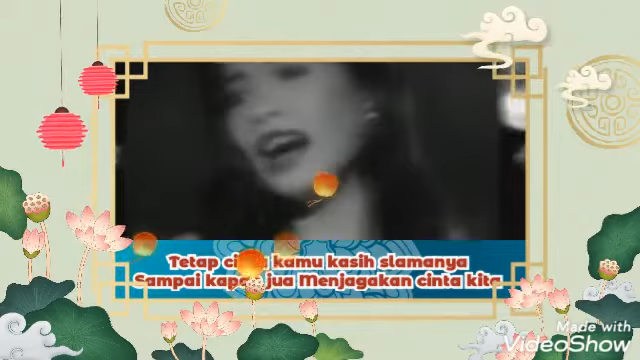 Tetap kamu kasih slamanya
Sampai jua Menjagakan cinta kita
Made with
VideoShow